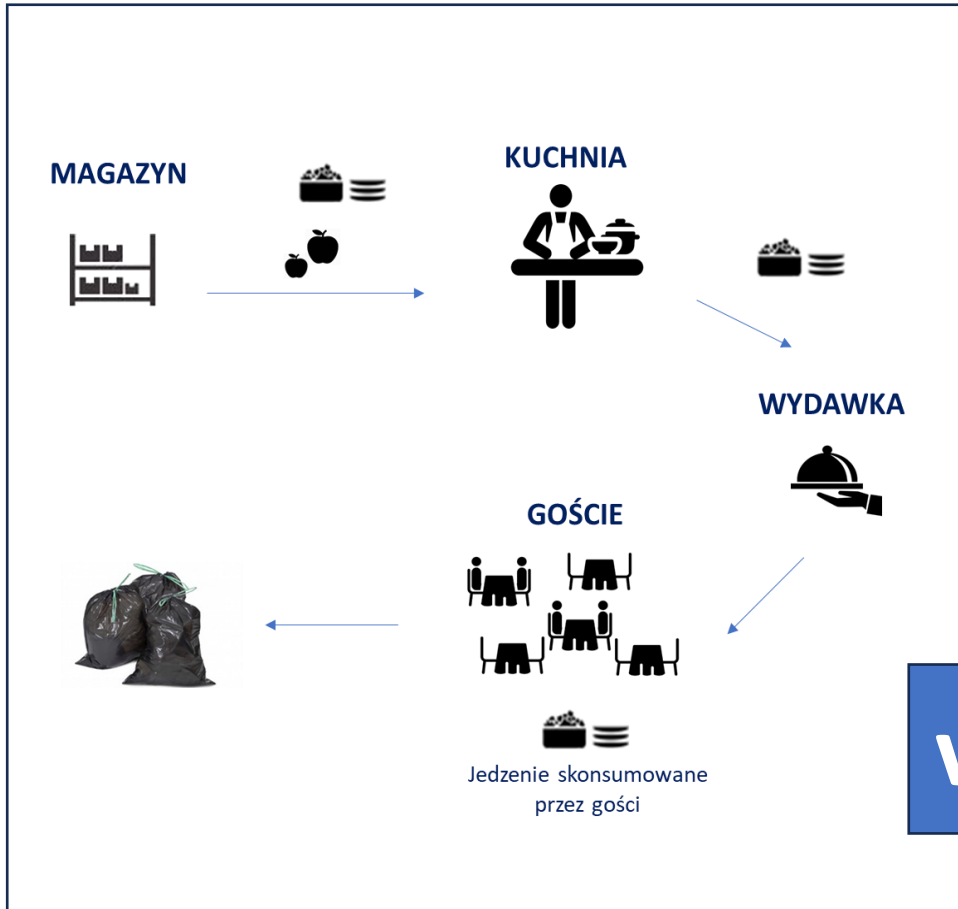 MAGAZYN
KUCHNIA
WYDAWKA
GOŚCIE
Jedzenie skonsumowane
przez gości